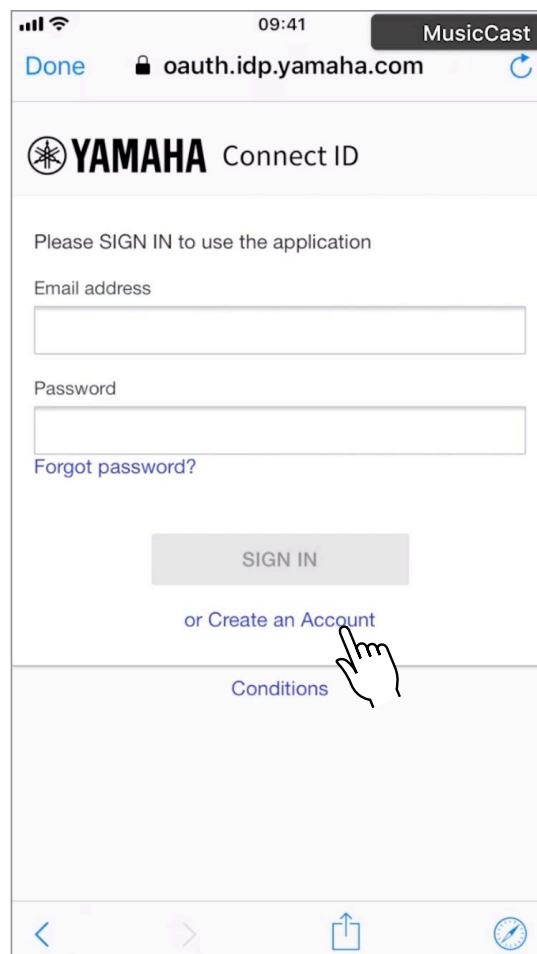 09:41
MusicCast
Done oauth.idp.yamaha.com
YAMAHA Connect ID
Please SIGN IN to use the application
Email address
Password
Forgot password?
SIGN IN
or Create an Account
Conditions